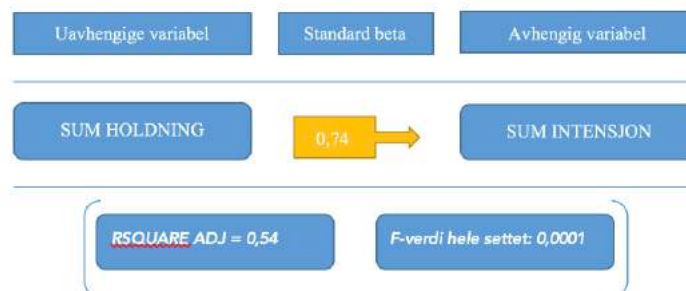 Uavhengige variabel
Standard beta
Avhengig variabel
SUM HOLDNING
0,74
SUM INTENSJON
RSQUARE ADJ = 0,54
F-verdi hele settet: 0,0001